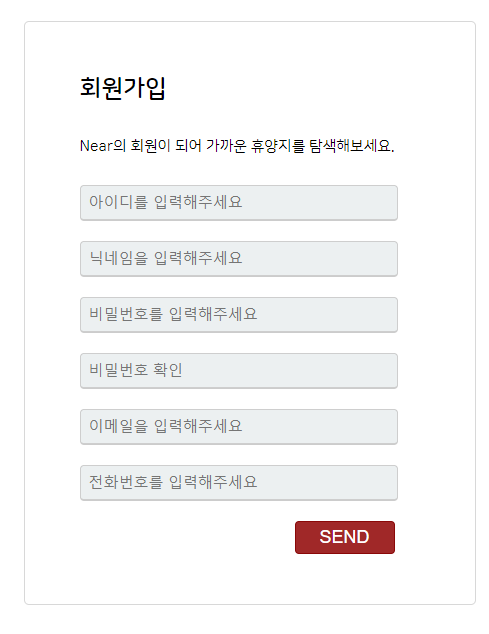 회원가입
Near의 회원이 되어 가까운 휴양지를 탐색해보세요.
아이디를 입력해주세요
닉네임을 입력해주세요
비밀번호를 입력해주세요
비밀번호 확인
이메일을 입력해주세요
전화번호를 입력해주세요
SEND